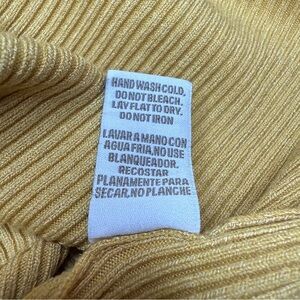 HAND WASH COLD,
DO NOT BLEACH.
LAY FLAT TO DRY.
DO NOT IRON
LAVAR A MANO CON
AGUA FRIA, NO USE
BLANQUEADOR.
RECOSTAR
PLANAMENTE PARA
SECAR, NO PLANCHE